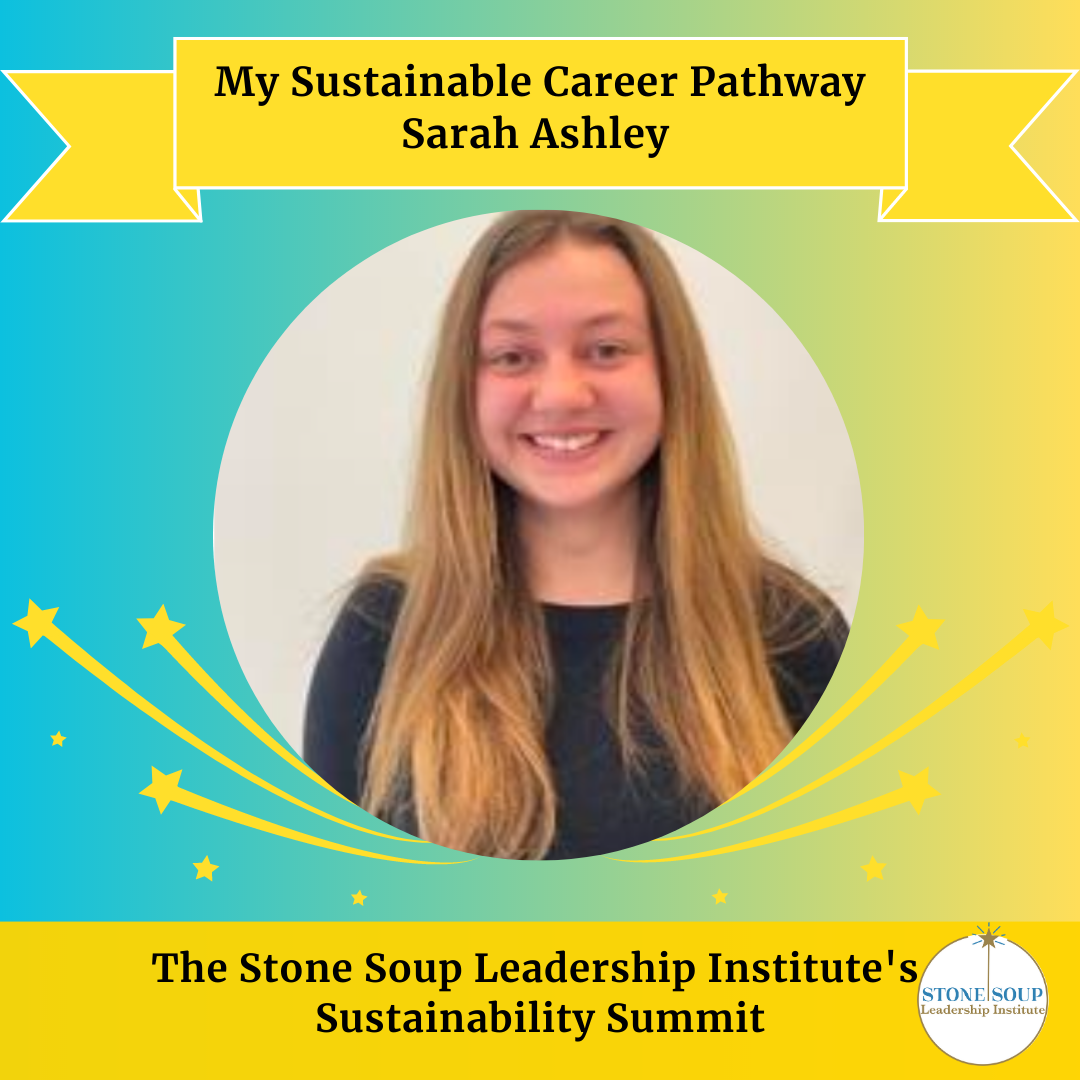 My Sustainable Career Pathway
Sarah Ashley
The Stone Soup Leadership Institute's
Sustainability Summit
STONE SOUP
Leadership Institute